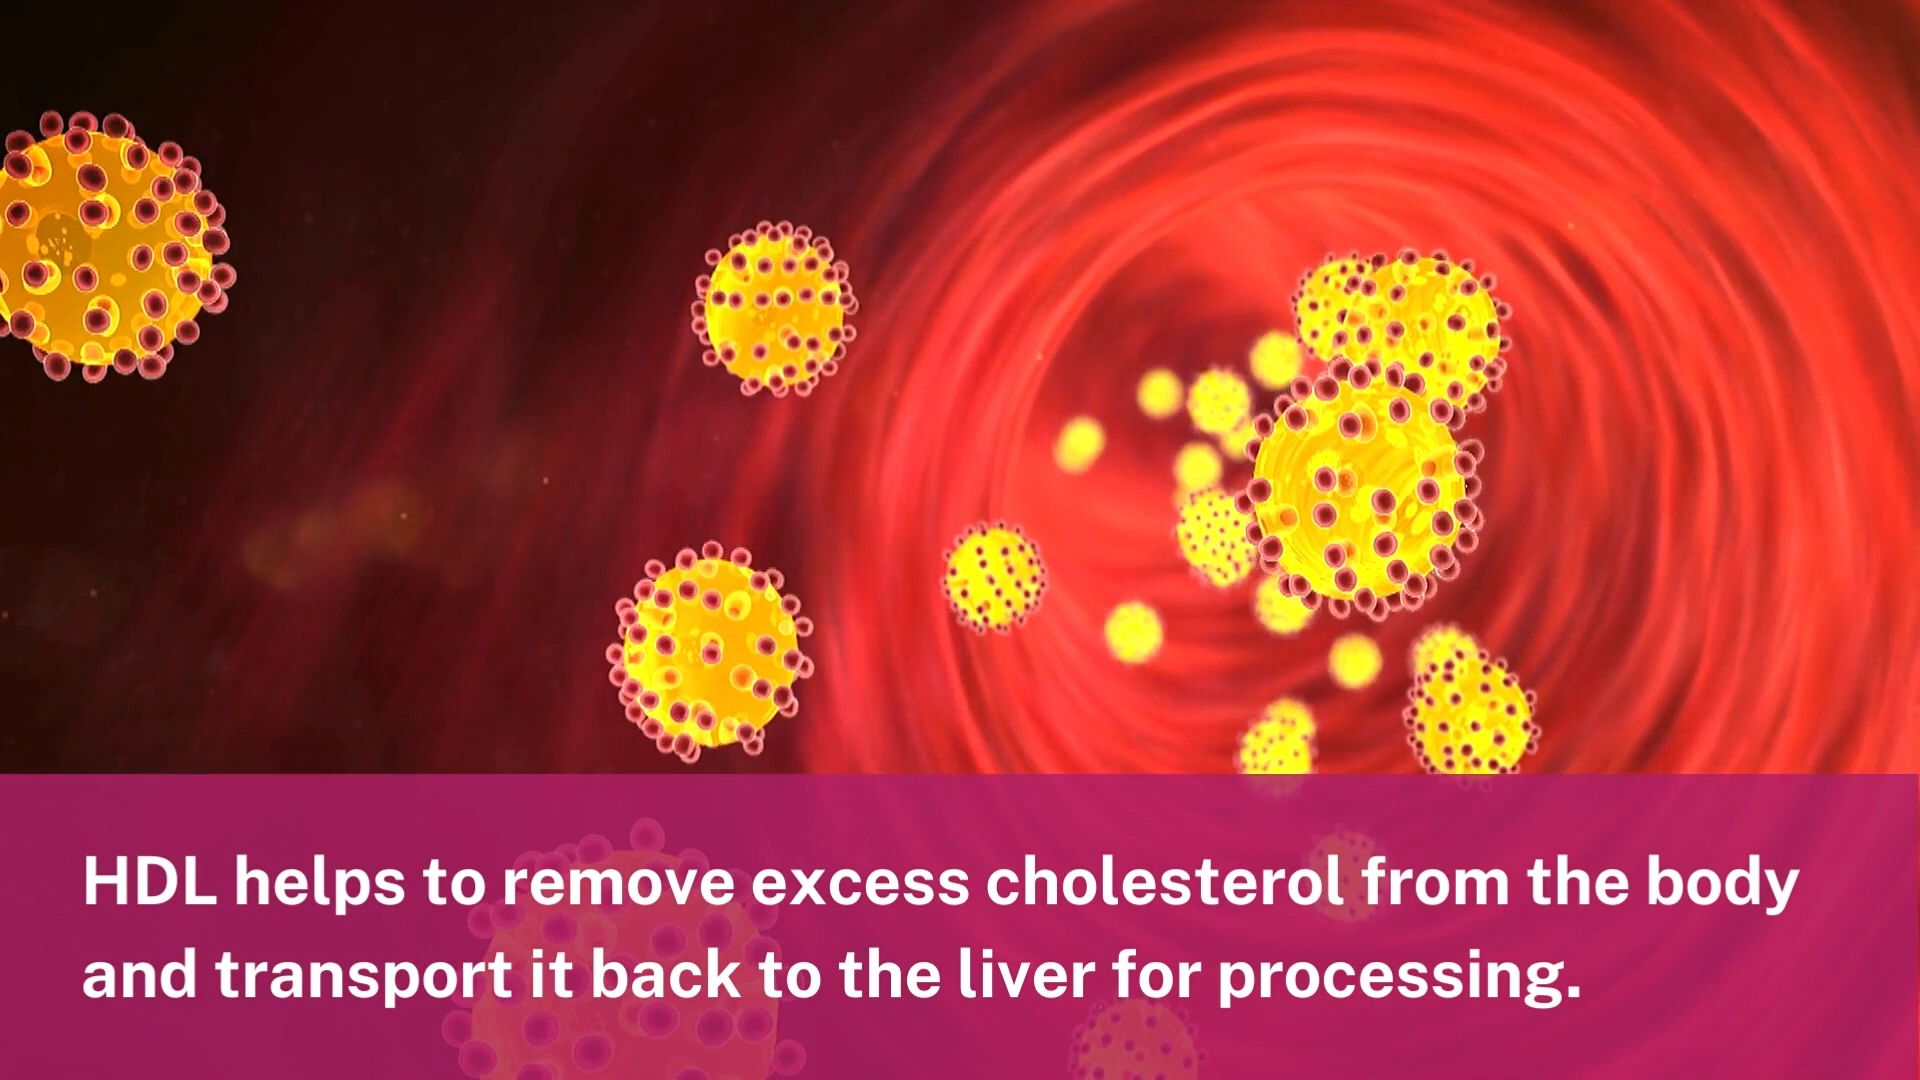 HDL helps to remove excess cholesterol from the body
and transport it back to the liver for processing.